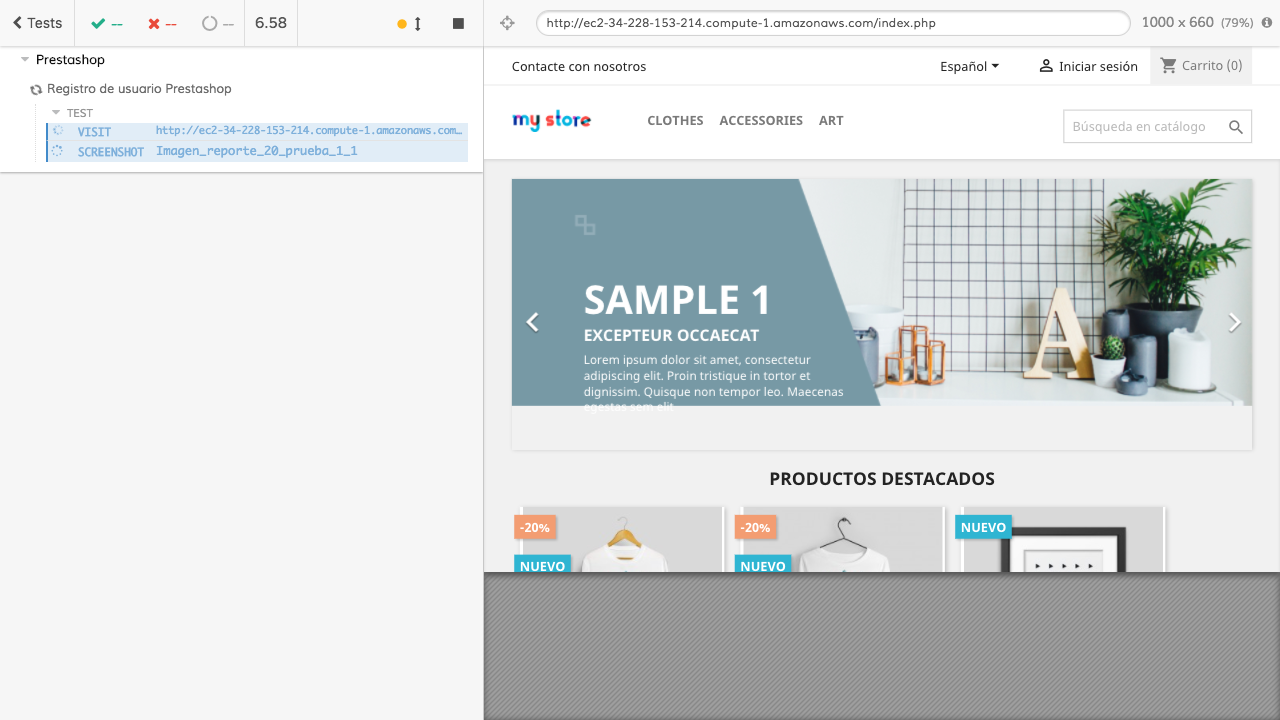 Tests
--
--
--
6.58
http://ec2-34-228-153-214.compute-1.amazonaws.com/index.php
1000 x 660 (79%)
Prestashop
Registro de usuario Prestashop
TEST
VISIT http://ec2-34-228-153-214.compute-1.amazonaws.com…
SCREENSHOT Imagen_reporte_20_prueba_1_1
Contacte con nosotros
Español
Iniciar sesión
Carrito (0)
my store
CLOTHES ACCESSORIES ART
Búsqueda en catálogo
SAMPLE 1
EXCEPTEUR OCCAECAT
Lorem ipsum dolor sit amet, consectetur
adipiscing elit. Proin tristique in tortor et
dignissim. Quisque non tempor leo. Maecenas
egestas sem elit
PRODUCTOS DESTACADOS
-20%
NUEVO
-20%
NUEVO
NUEVO